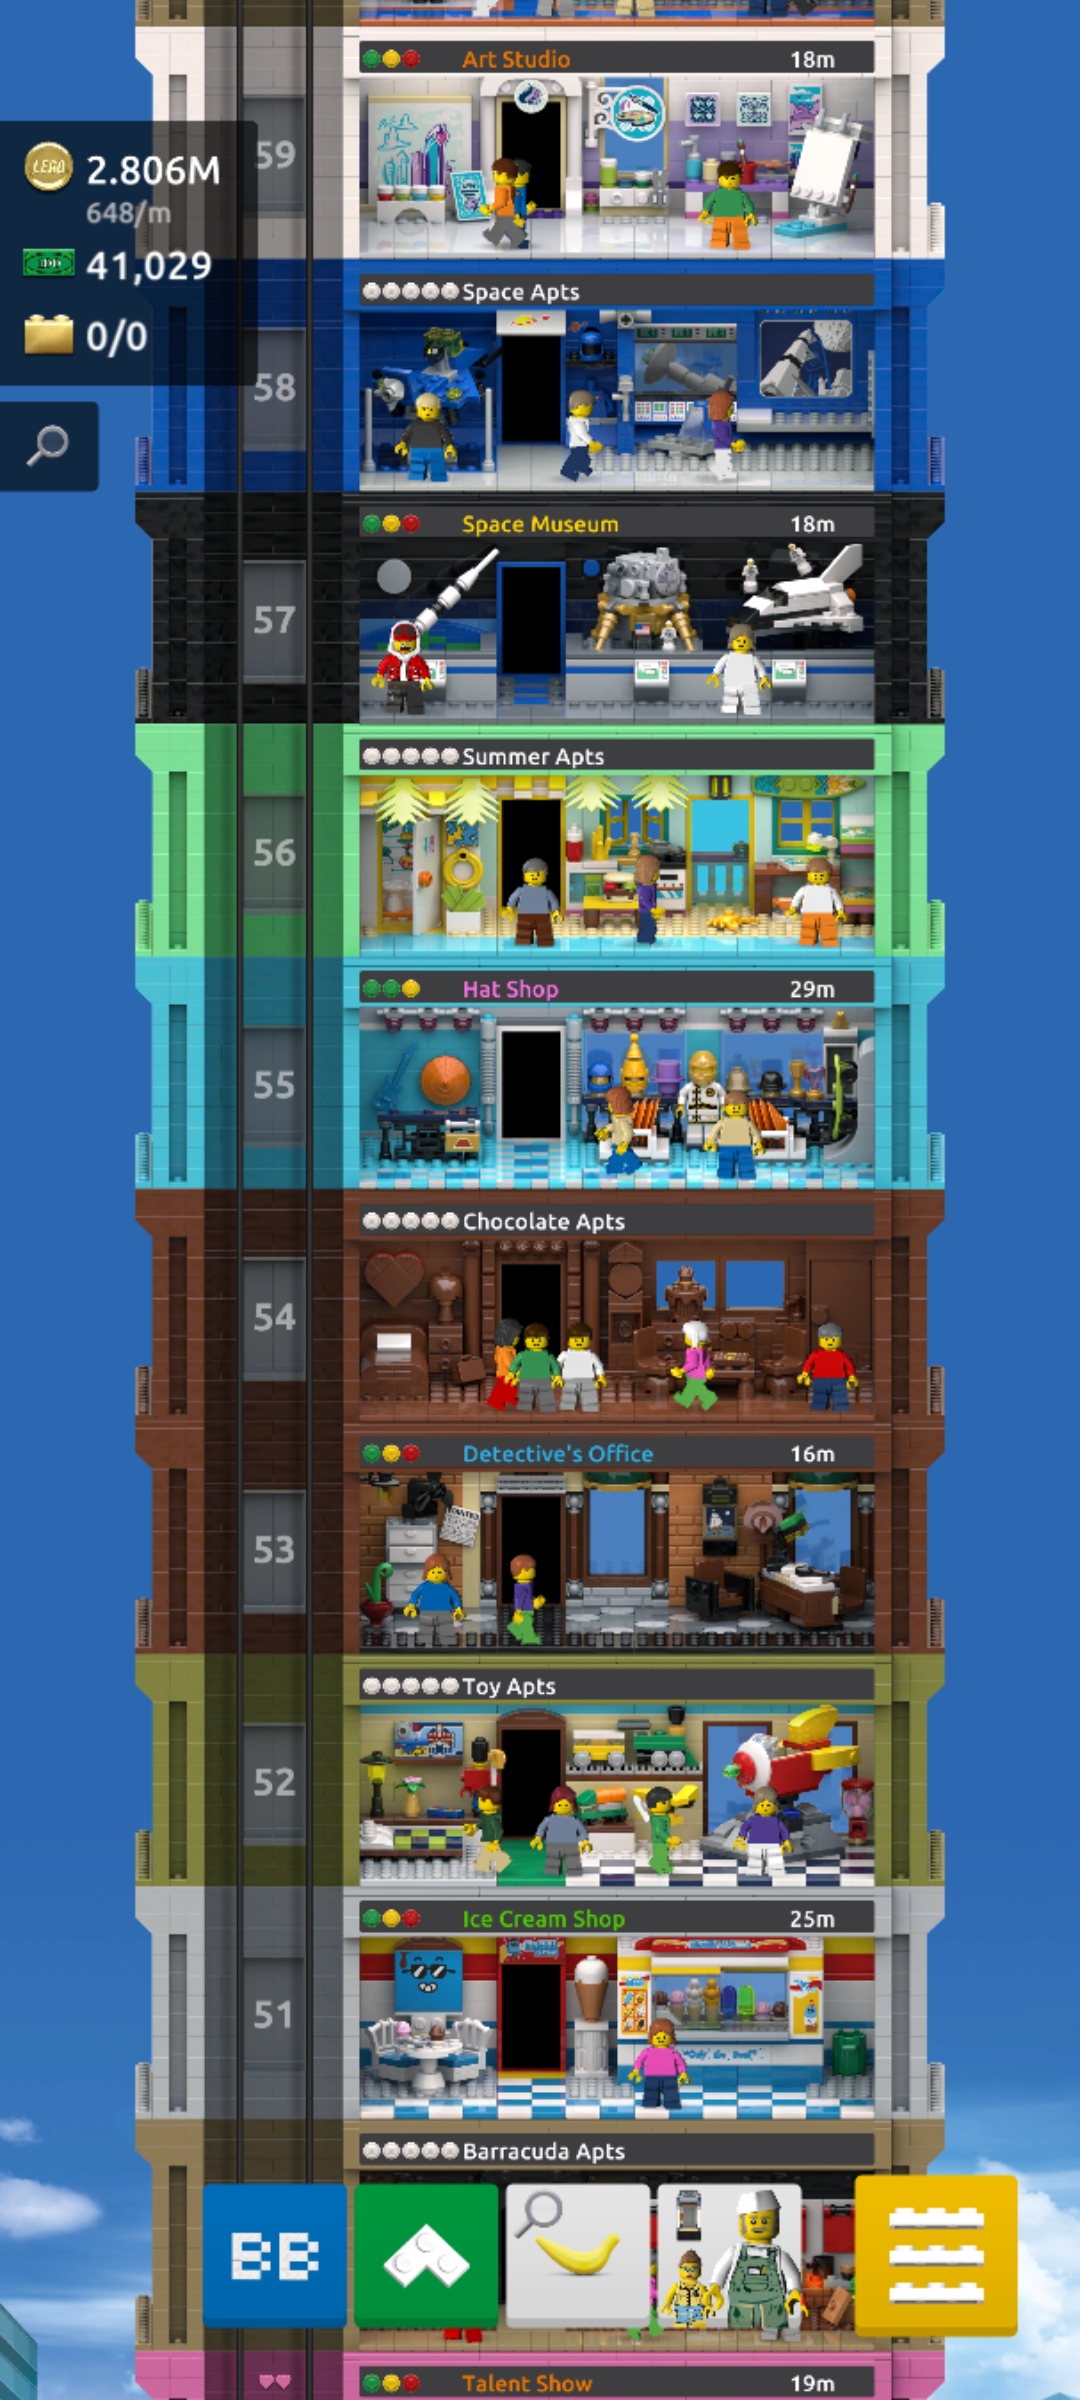 Art Studio 18m
59
LEGO 2.806M
648/m
41,029
0/0
Space Apts
58
Space Museum 18m
57
Summer Apts
56
Hat Shop 29m
55
Chocolate Apts
54
Detective's Office 16m
53
Toy Apts
52
Ice Cream Shop 25m
51
Barracuda Apts
BB
Talent Show 19m